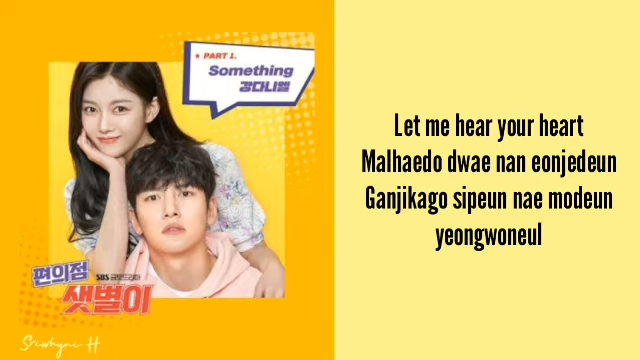 ★ PART 1.
Something
강다니엘
편의점
SBS 금토드라마
샛별이
Let me hear your heart
Malhaedo dwae nan eonjedeun
Ganjikago sipeun nae modeun
yeongwoneul